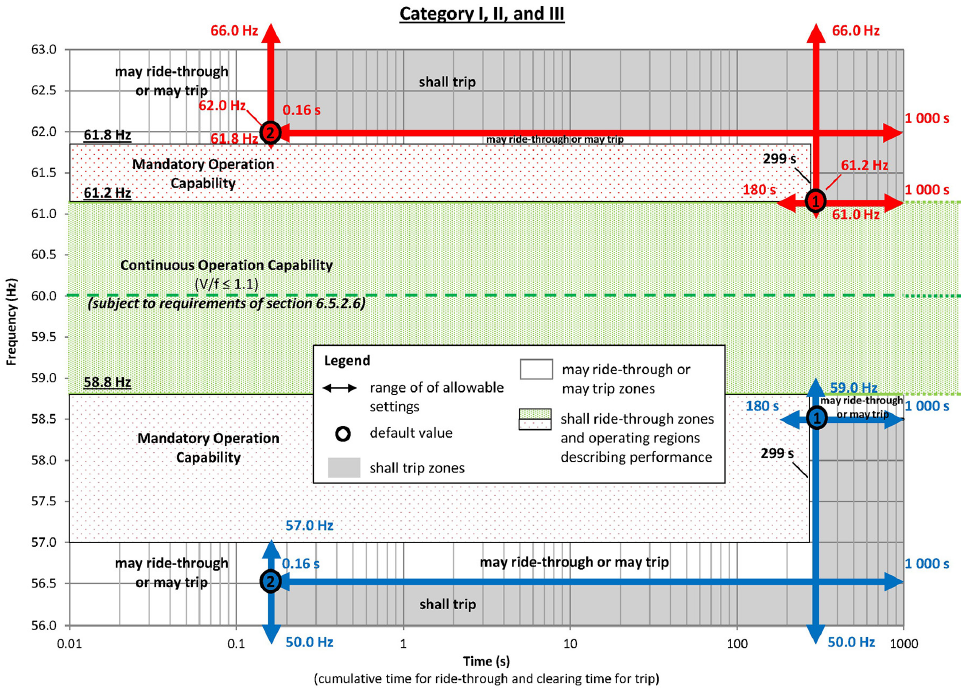 Category I, II, and III
66.0 Hz
66.0 Hz
63.0
may ride-through
or may trip
shall trip
62.5
62.0 Hz
0.16 s
1 000 s
62.0
2
61.8 Hz
61.8 Hz
may ride-through or may trip
Mandatory Operation
Capability
299 s
61.2 Hz
61.5
61.2 Hz
180 s
1 000 s
1
61.0
61.0 Hz
60.5
Continuous Operation Capability
(V/f ≤ 1.1)
60.0
(subject to requirements of section 6.5.2.6)
Frequency (Hz)
59.5
Legend
range of of allowable
settings
default value
shall trip zones
may ride-through or
may trip zones
shall ride-through zones
and operating regions
describing performance
59.0
58.8 Hz
59.0 Hz
may ride-through
or may trip
180 s
1 000 s
1
58.5
Mandatory Operation
Capability
299 s
58.0
57.5
57.0 Hz
57.0
may ride-through
or may trip
0.16 s
may ride-through or may trip
1 000 s
56.5
2
shall trip
56.0
50.0 Hz
50.0 Hz
0.01
0.1
1
10
100
1000
Time (s)
(cumulative time for ride-through and clearing time for trip)